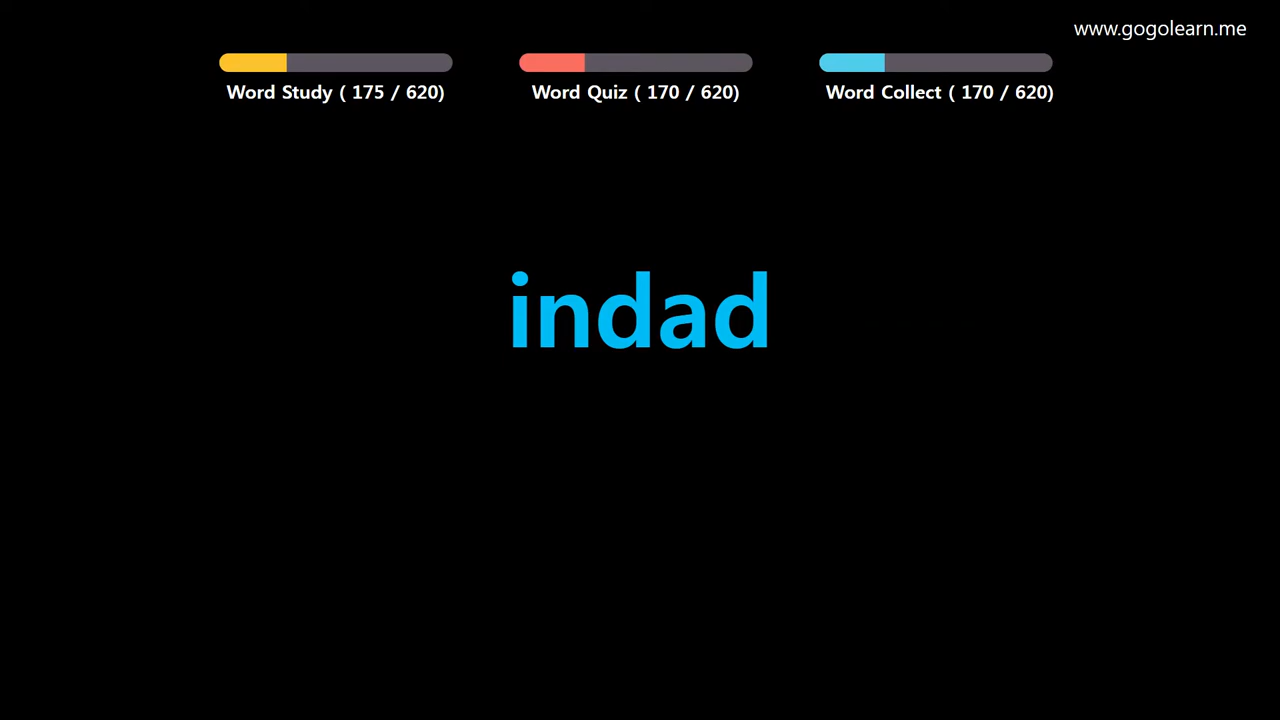 www.gogolearn.me
Word Study ( 175 / 620)
Word Quiz ( 170 / 620)
Word Collect ( 170 / 620)
indad